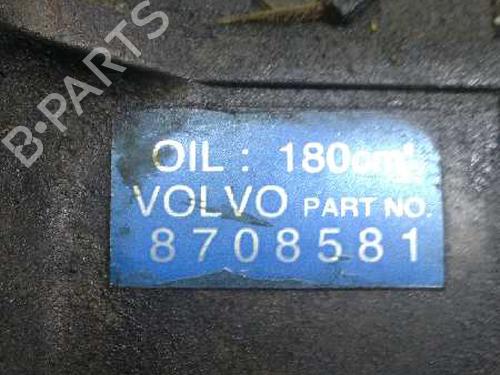 B-PARTS
OIL : 180cm³
VOLVO PART NO.
8708581